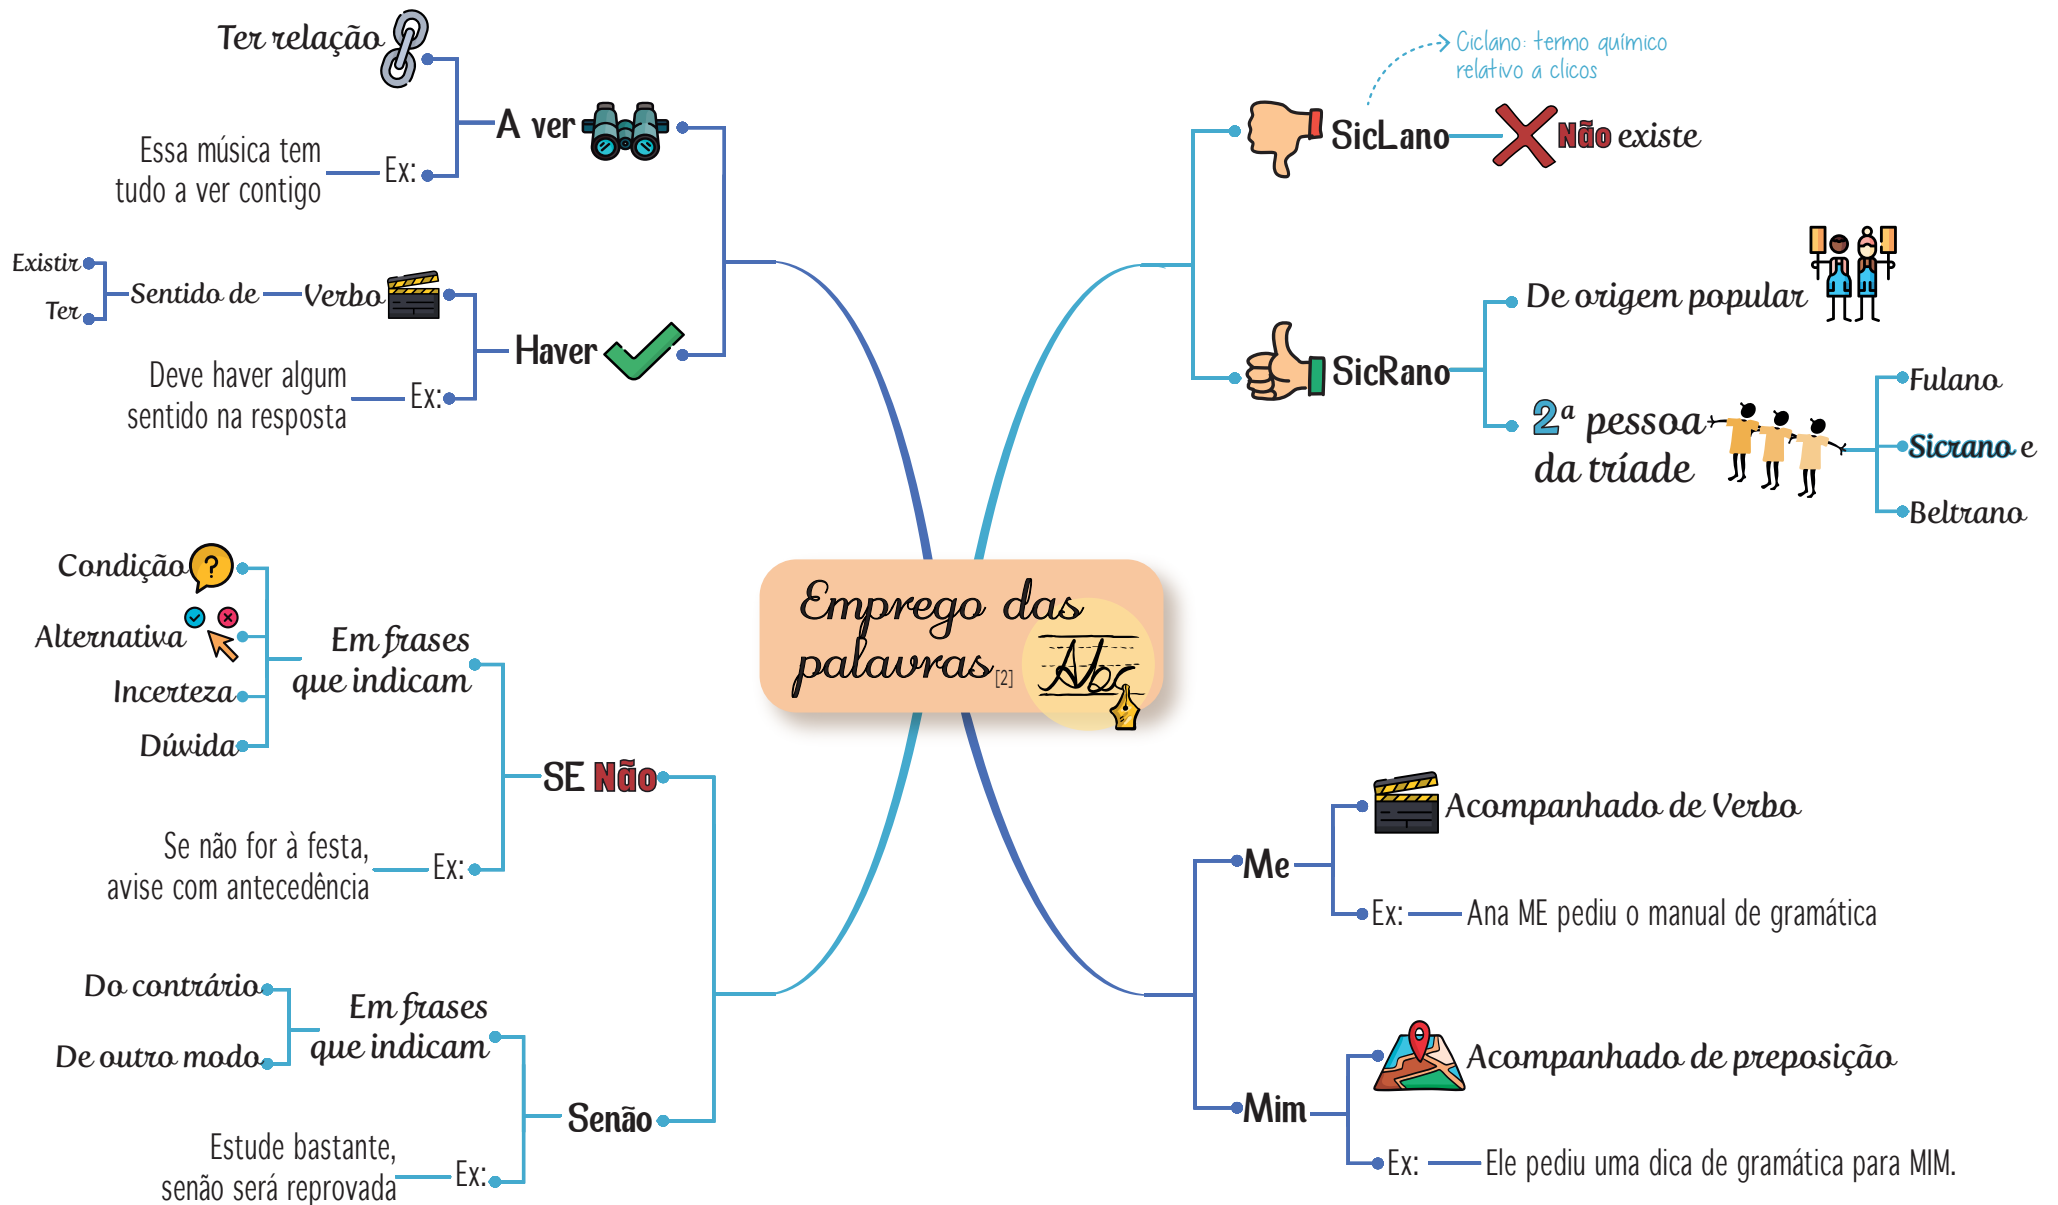 Emprego das
palavras [2]
Abc
Ter relação
A ver
Essa música tem
tudo a ver contigo
Ex:
Existir
Ter
Sentido de
Verbo
Haver
Deve haver algum
sentido na resposta
Ex:
Ciclano: termo químico
relativo a clicos
SicLano
Não existe
SicRano
De origem popular
2ª pessoa
da tríade
Fulano
Sicrano e
Beltrano
Condição
?
Alternativa
Incerteza
Dúvida
Em frases
que indicam
SE Não
Se não for à festa,
avise com antecedência
Ex:
Do contrário
De outro modo
Em frases
que indicam
Senão
Estude bastante,
senão será reprovada
Ex:
Me
Acompanhado de Verbo
Ex:
Ana ME pediu o manual de gramática
Mim
Acompanhado de preposição
Ex:
Ele pediu uma dica de gramática para MIM.